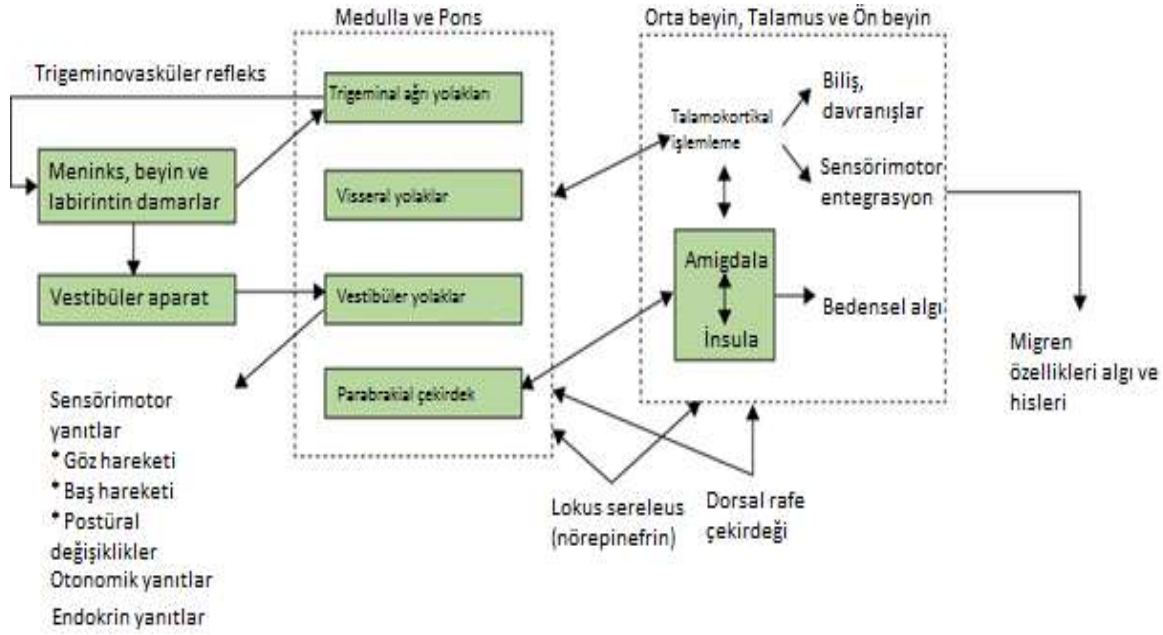 Medulla ve Pons
Orta beyin, Talamus ve Ön beyin
Trigeminovasküler refleks
Trigeminal ağrı yolakları
Meninks, beyin ve
labirintin damarlar
Visseral yolaklar
Vestibüler aparat
Vestibüler yolaklar
Parabrakial çekirdek
Sensörimotor
yanıtlar
* Göz hareketi
* Baş hareketi
* Postüral
değişiklikler
Otonomik yanıtlar
Endokrin yanıtlar
Talamokortikal
işlemleme
Biliş,
davranışlar
Sensörimotor
entegrasyon
Amigdala
İnsula
Bedensel algı
Migren
özellikleri algı ve
hisleri
Lokus sereleus
(nörepinefrin)
Dorsal rafe
çekirdeği